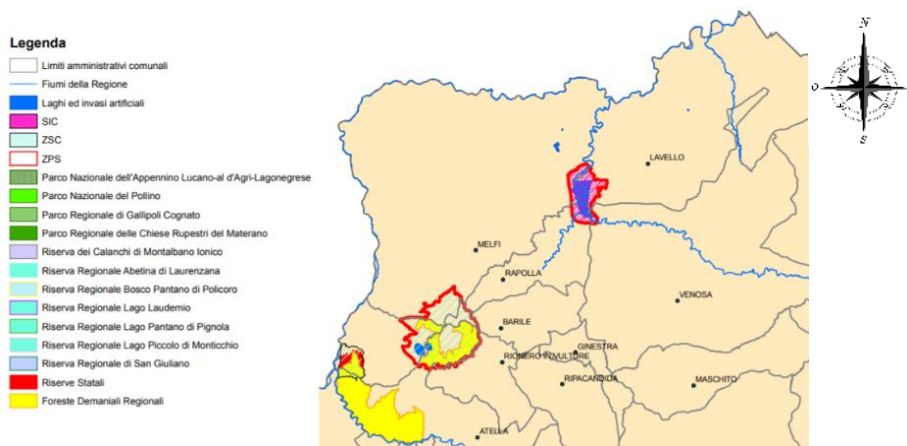 Legenda
Limiti amministrativi comunali
Fiumi della Regione
Laghi ed invasi artificiali
SIC
ZSC
ZPS
Parco Nazionale dell'Appennino Lucano-al d'Agri-Lagonegrese
Parco Nazionale del Pollino
Parco Regionale di Gallipoli Cognato
Parco Regionale delle Chiese Rupestri del Materano
Riserva dei Calanchi di Montalbano Ionico
Riserva Regionale Abetina di Laurenzana
Riserva Regionale Bosco Pantano di Policoro
Riserva Regionale Lago Laudemio
Riserva Regionale Lago Pantano di Pignola
Riserva Regionale Lago Piccolo di Monticchio
Riserva Regionale di San Giuliano
Riserve Statali
Foreste Demaniali Regionali
LAVELLO
MELFI
RAPOLLA
VENOSA
BARILE
GINESTRA
RIONERO IN VULTURE
RIPACANDIDA
MASCHITO
ATELLA
N
O
E
S